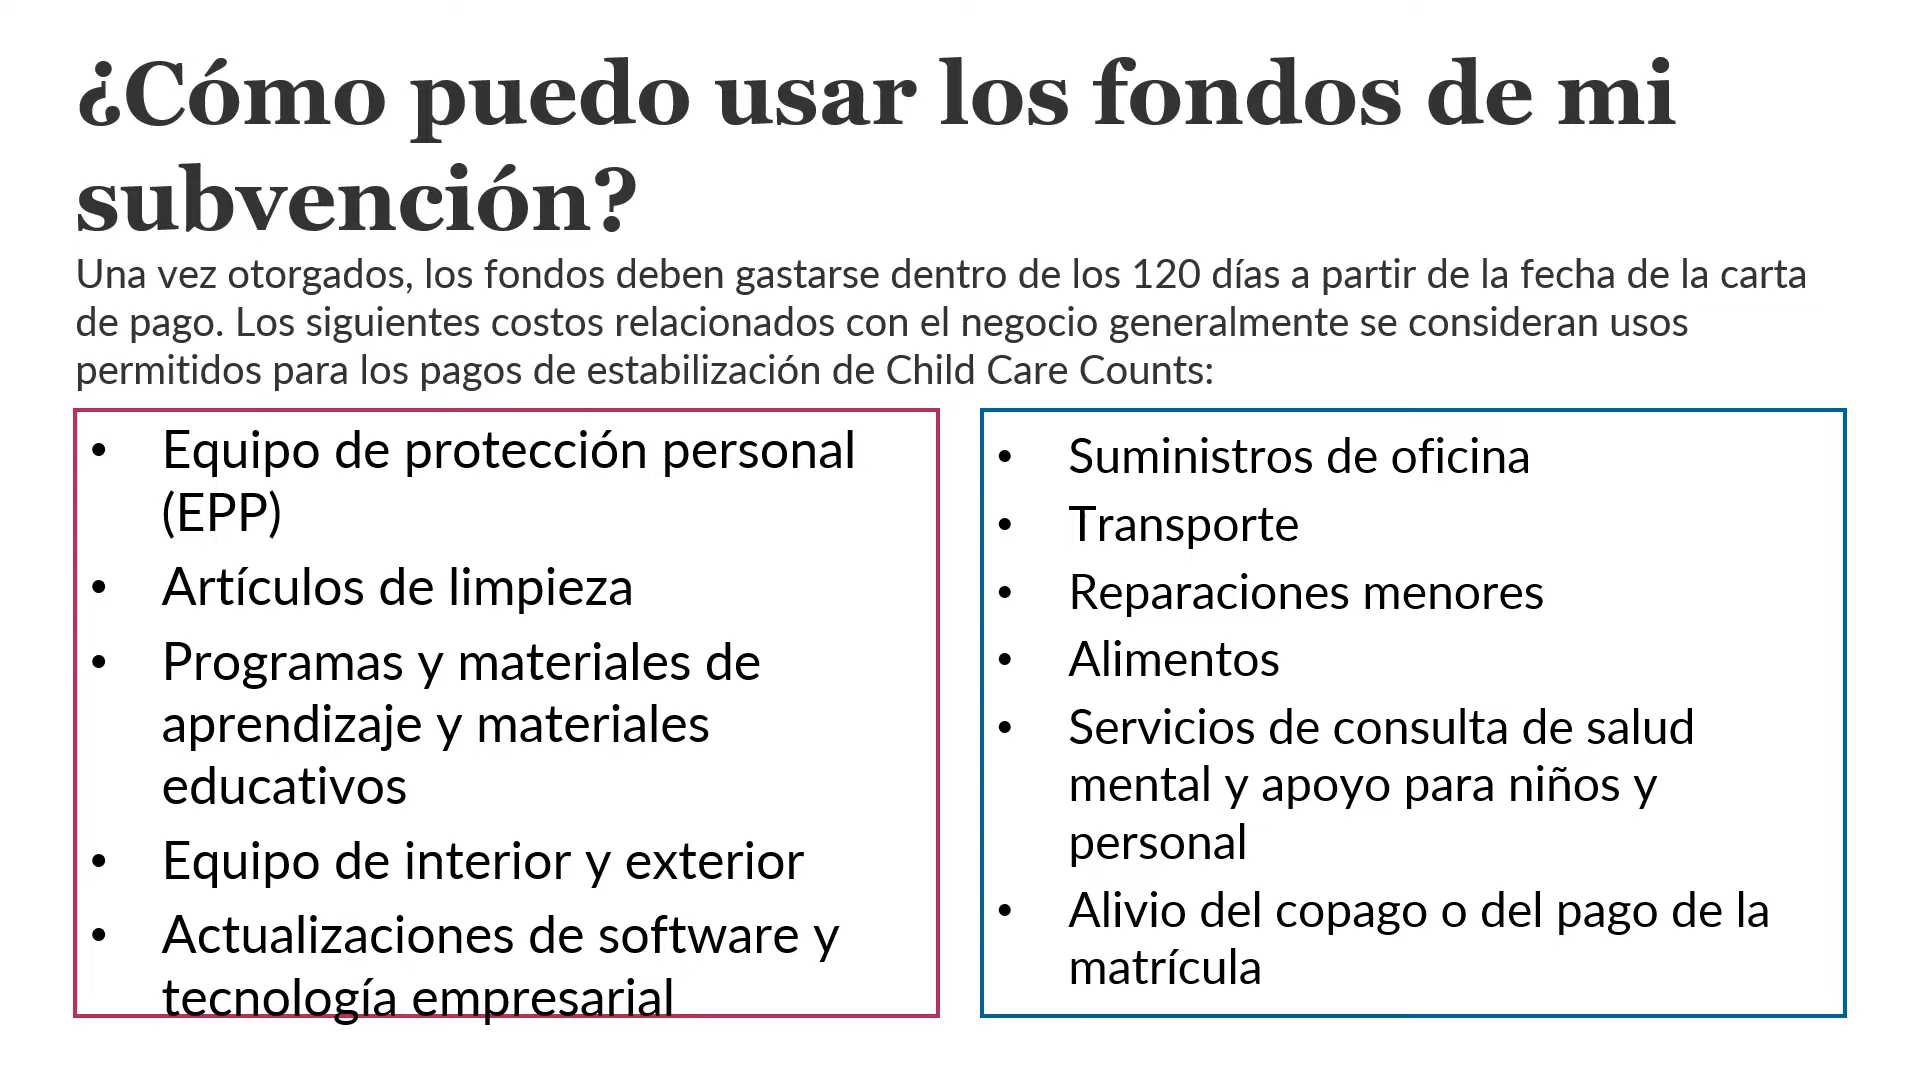 ¿Cómo puedo usar los fondos de mi
subvención?
Una vez otorgados, los fondos deben gastarse dentro de los 120 días a partir de la fecha de la carta
de pago. Los siguientes costos relacionados con el negocio generalmente se consideran usos
permitidos para los pagos de estabilización de Child Care Counts:
• Equipo de protección personal
(EPP)
• Artículos de limpieza
• Programas y materiales de
aprendizaje y materiales
educativos
• Equipo de interior y exterior
• Actualizaciones de software y
tecnología empresarial
• Suministros de oficina
• Transporte
• Reparaciones menores
• Alimentos
• Servicios de consulta de salud
mental y apoyo para niños y
personal
• Alivio del copago o del pago de la
matrícula